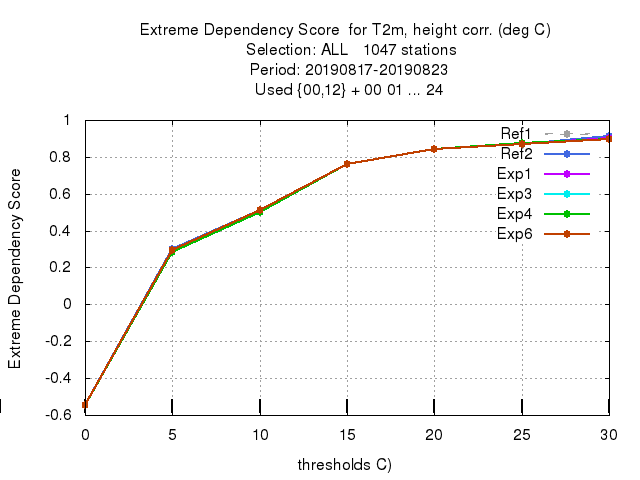 Extreme Dependency Score  for T2m, height corr. (deg C)
Selection: ALL   1047 stations
Period: 20190817-20190823
Used {00,12} + 00 01 ... 24
Extreme Dependency Score
1
0.8
0.6
0.4
0.2
0
-0.2
-0.4
-0.6
Ref1
Ref2
Exp1
Exp3
Exp4
Exp6
0 5 10 15 20 25 30
thresholds C)